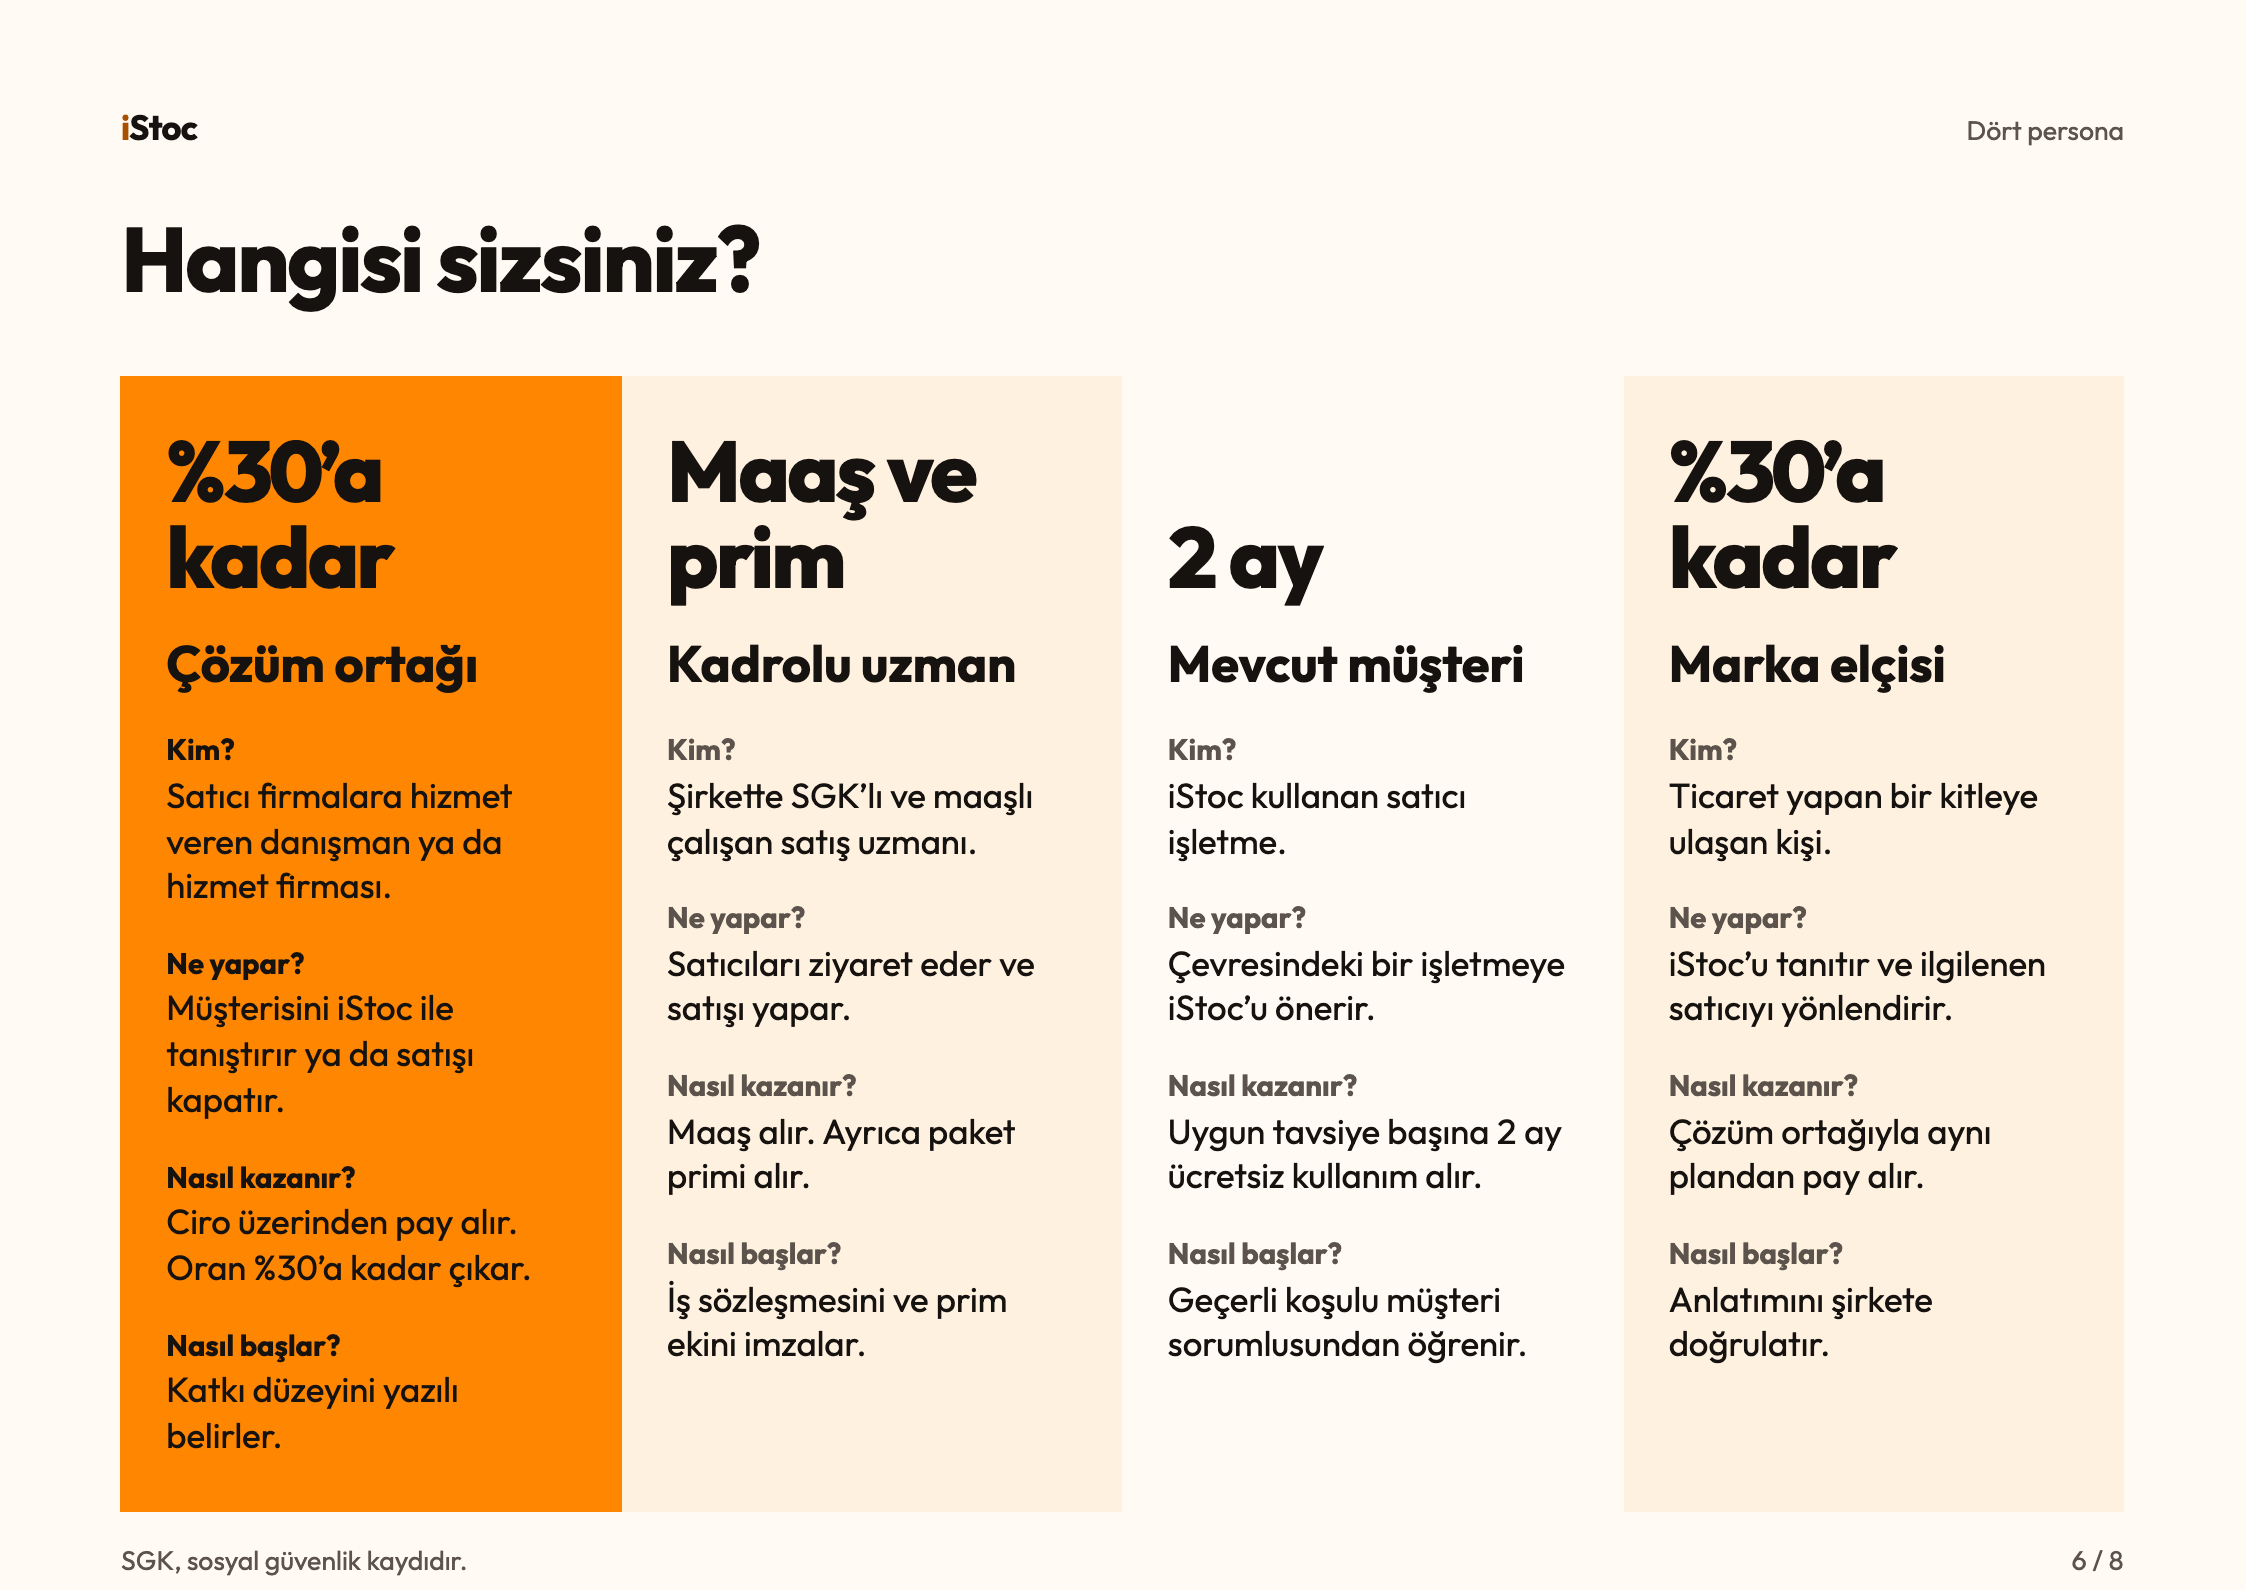 iStoc
Dört persona
Hangisi sizsiniz?
%30’a
kadar
Çözüm ortağı
Kim?
Satıcı firmalara hizmet
veren danışman ya da
hizmet firması.
Ne yapar?
Müşterisini iStoc ile
tanıştırır ya da satışı
kapatır.
Nasıl kazanır?
Ciro üzerinden pay alır.
Oran %30’a kadar çıkar.
Nasıl başlar?
Katkı düzeyini yazılı
belirler.
Maaş ve
prim
Kadrolu uzman
Kim?
Şirkette SGK’lı ve maaşlı
çalışan satış uzmanı.
Ne yapar?
Satıcıları ziyaret eder ve
satışı yapar.
Nasıl kazanır?
Maaş alır. Ayrıca paket
primi alır.
Nasıl başlar?
İş sözleşmesini ve prim
ekini imzalar.
2 ay
Mevcut müşteri
Kim?
iStoc kullanan satıcı
işletme.
Ne yapar?
Çevresindeki bir işletmeye
iStoc’u önerir.
Nasıl kazanır?
Uygun tavsiye başına 2 ay
ücretsiz kullanım alır.
Nasıl başlar?
Geçerli koşulu müşteri
sorumlusundan öğrenir.
%30’a
kadar
Marka elçisi
Kim?
Ticaret yapan bir kitleye
ulaşan kişi.
Ne yapar?
iStoc’u tanıtır ve ilgilenen
satıcıyı yönlendirir.
Nasıl kazanır?
Çözüm ortağıyla aynı
plandan pay alır.
Nasıl başlar?
Anlatımını şirkete
doğrulatır.
SGK, sosyal güvenlik kaydıdır.
6 / 8